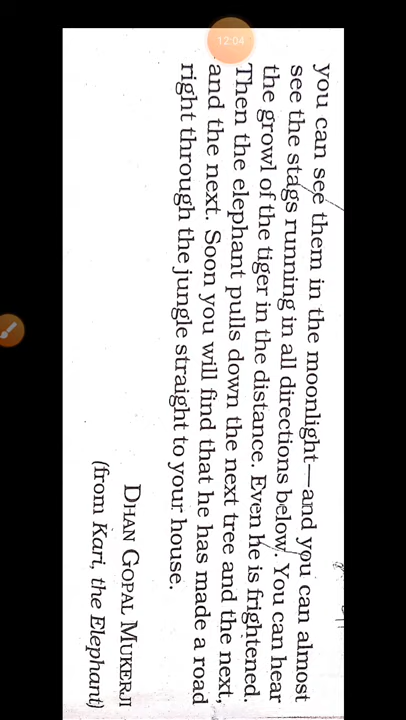 12:04
you can see them in the moonlight—and you can almost
see the stags running in all directions below. You can hear
the growl of the tiger in the distance. Even he is frightened.
Then the elephant pulls down the next tree and the next,
and the next. Soon you will find that he has made a road
right through the jungle straight to your house.
DHAN GOPAL MUKERJI
(from Kari, the Elephant)